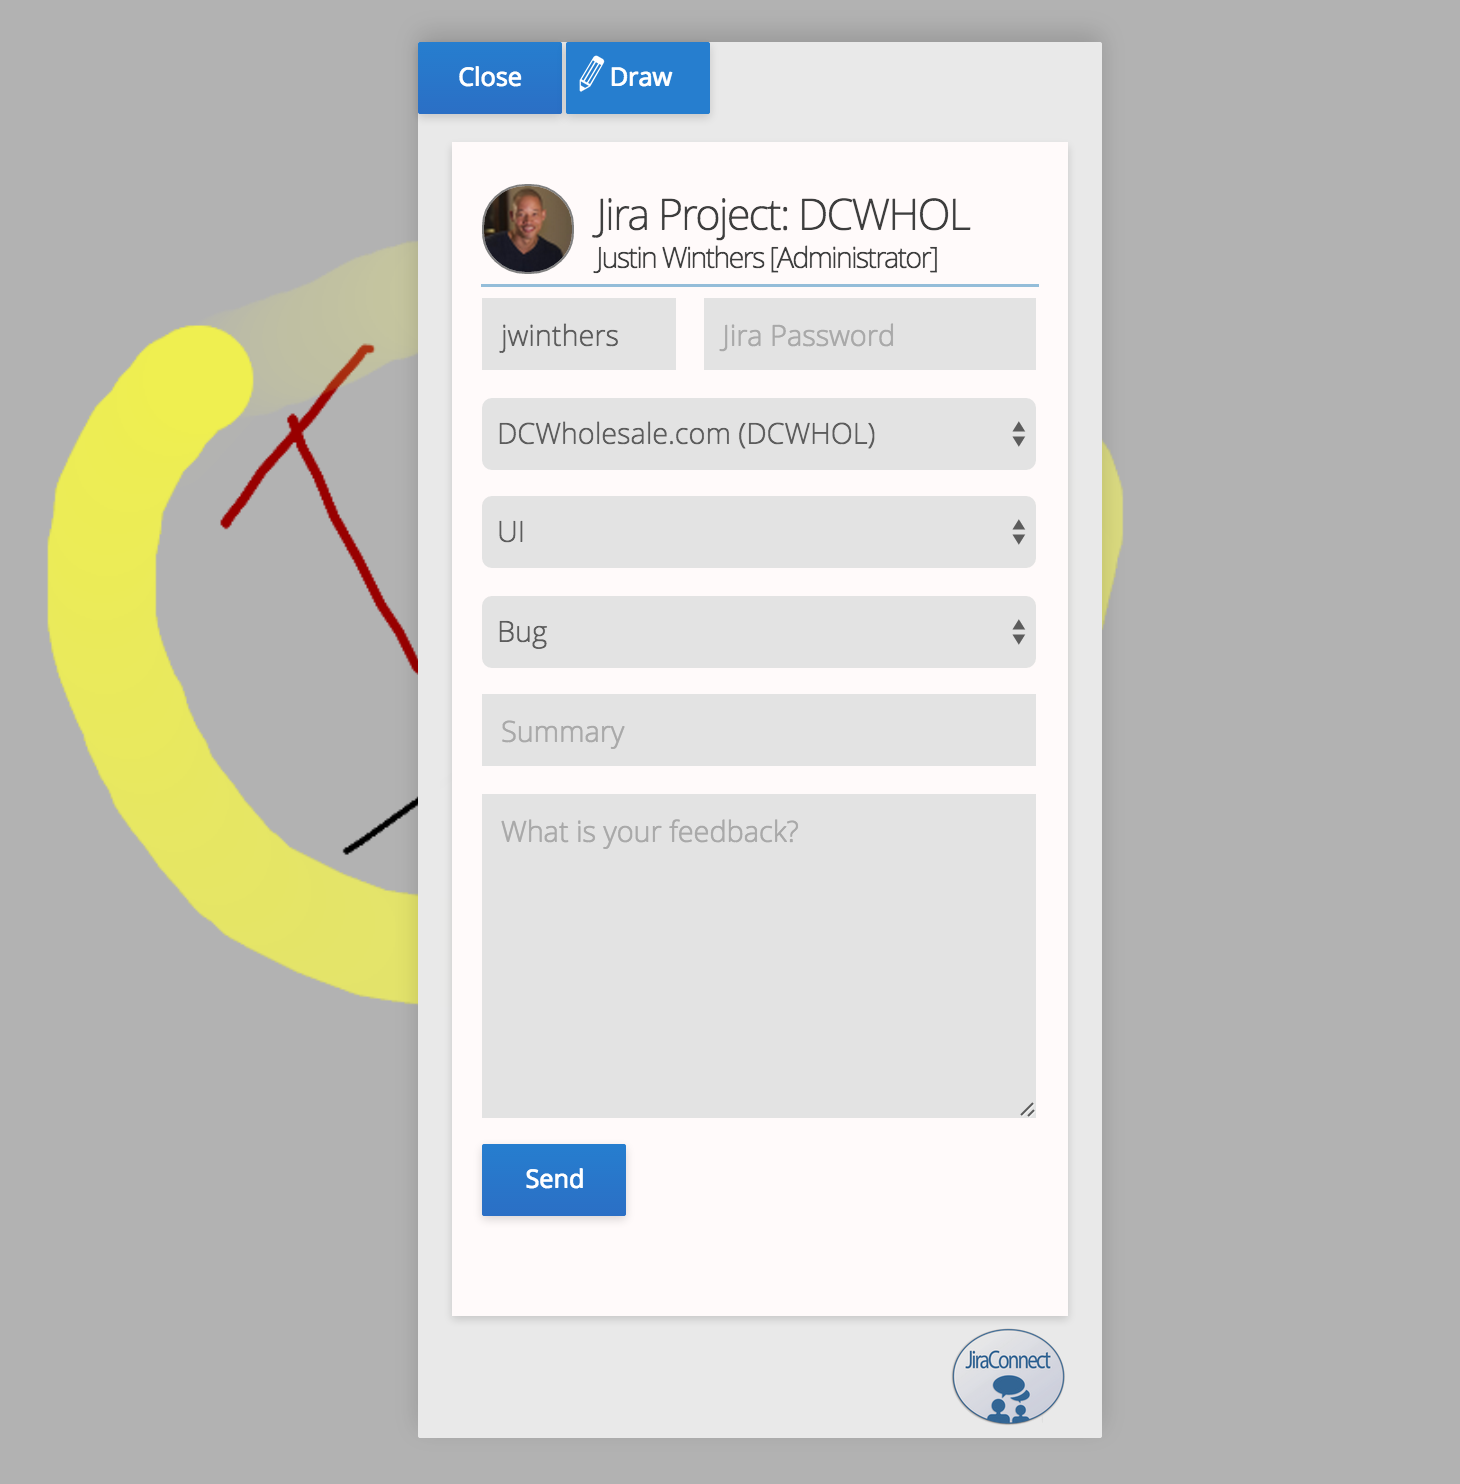 Close
Draw
Jira Project: DCWHOL
Justin Winthers [Administrator]
jwinthers
Jira Password
DCWholesale.com (DCWHOL)
UI
Bug
Summary
What is your feedback?
Send
JiraConnect